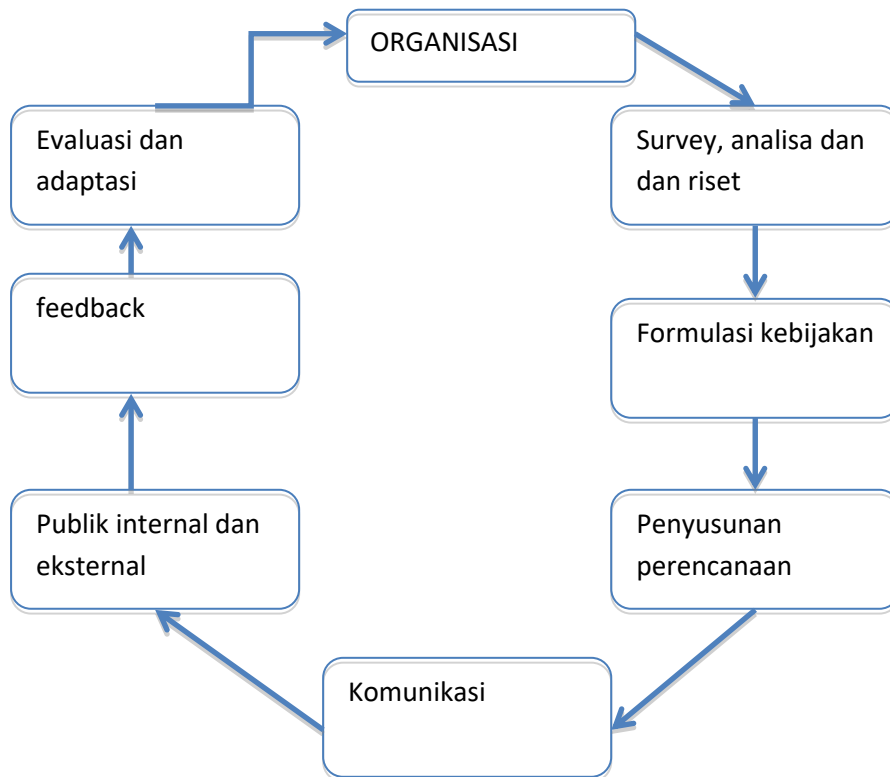 ORGANISASI
Survey, analisa dan
dan riset
Formulasi kebijakan
Penyusunan
perencanaan
Komunikasi
Publik internal dan
eksternal
feedback
Evaluasi dan
adaptasi